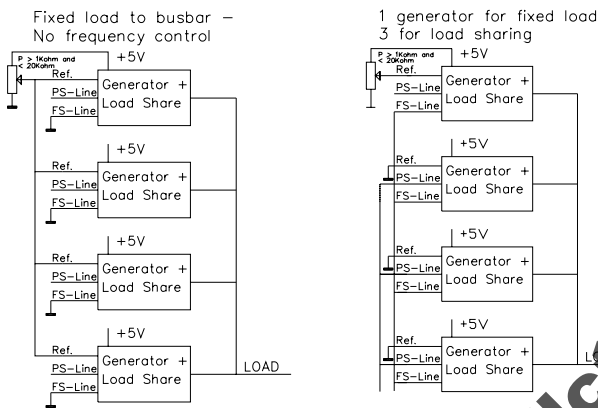 Fixed load to busbar –
No frequency control
P > 1Kohm and
< 20Kohm
+5V
Ref.
PS–Line
FS–Line
Generator +
Load Share
+5V
Ref.
PS–Line
FS–Line
Generator +
Load Share
+5V
Ref.
PS–Line
FS–Line
Generator +
Load Share
+5V
Ref.
PS–Line
FS–Line
Generator +
Load Share
LOAD
1 generator for fixed load
3 for load sharing
P > 1Kohm and
< 20Kohm
+5V
Ref.
PS–Line
FS–Line
Generator +
Load Share
+5V
Ref.
PS–Line
FS–Line
Generator +
Load Share
+5V
Ref.
PS–Line
FS–Line
Generator +
Load Share
+5V
Ref.
PS–Line
FS–Line
Generator +
Load Share